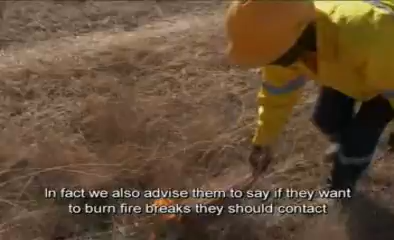 In fact we also advise them to say if they want
to burn fire breaks they should contact